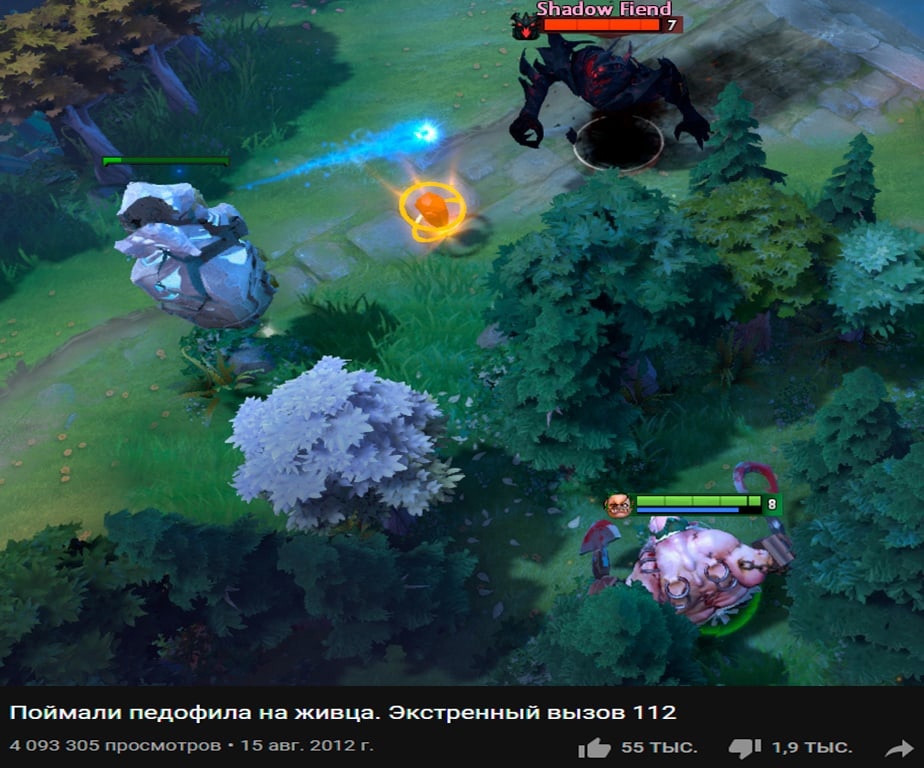 Shadow Fiend
7
8
Поймали педофила на живца. Экстренный вызов 112
4 093 305 просмотров • 15 авг. 2012 г.
55 ТЫС.
1,9 ТЫС.